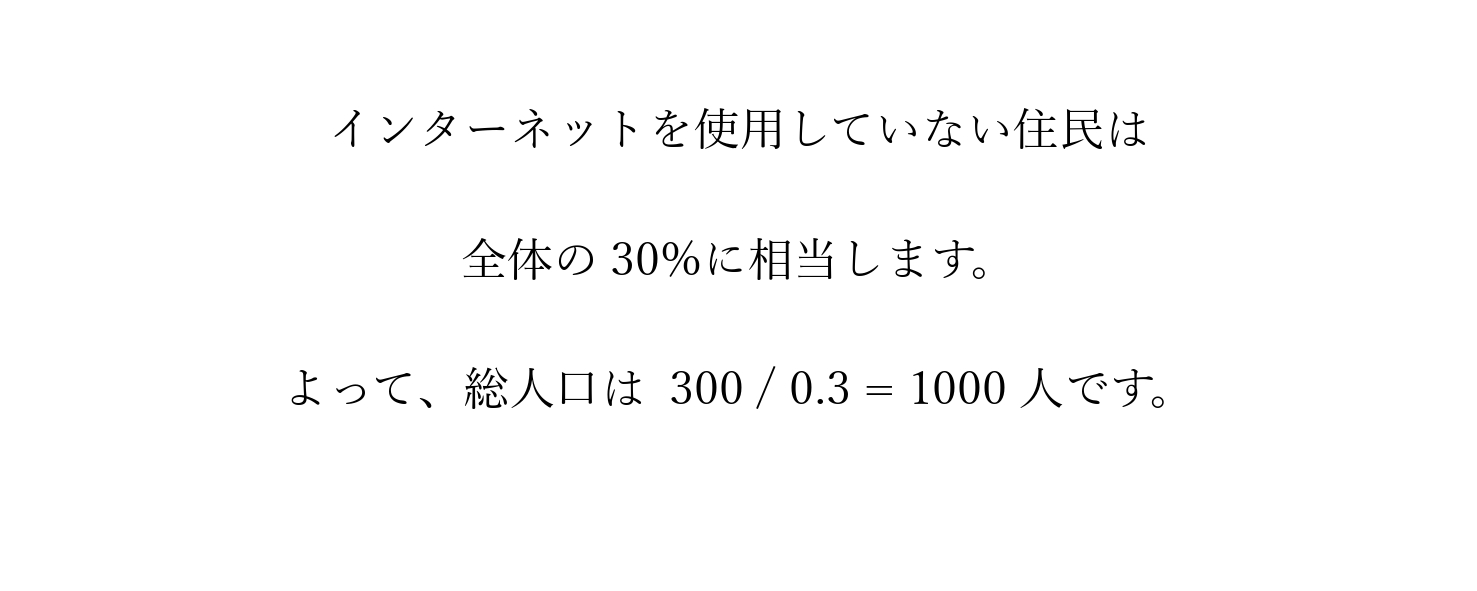 インターネットを使用していない住民は
全体の 30%に相当します。
よって、総人口は 300 / 0.3 = 1000 人です。